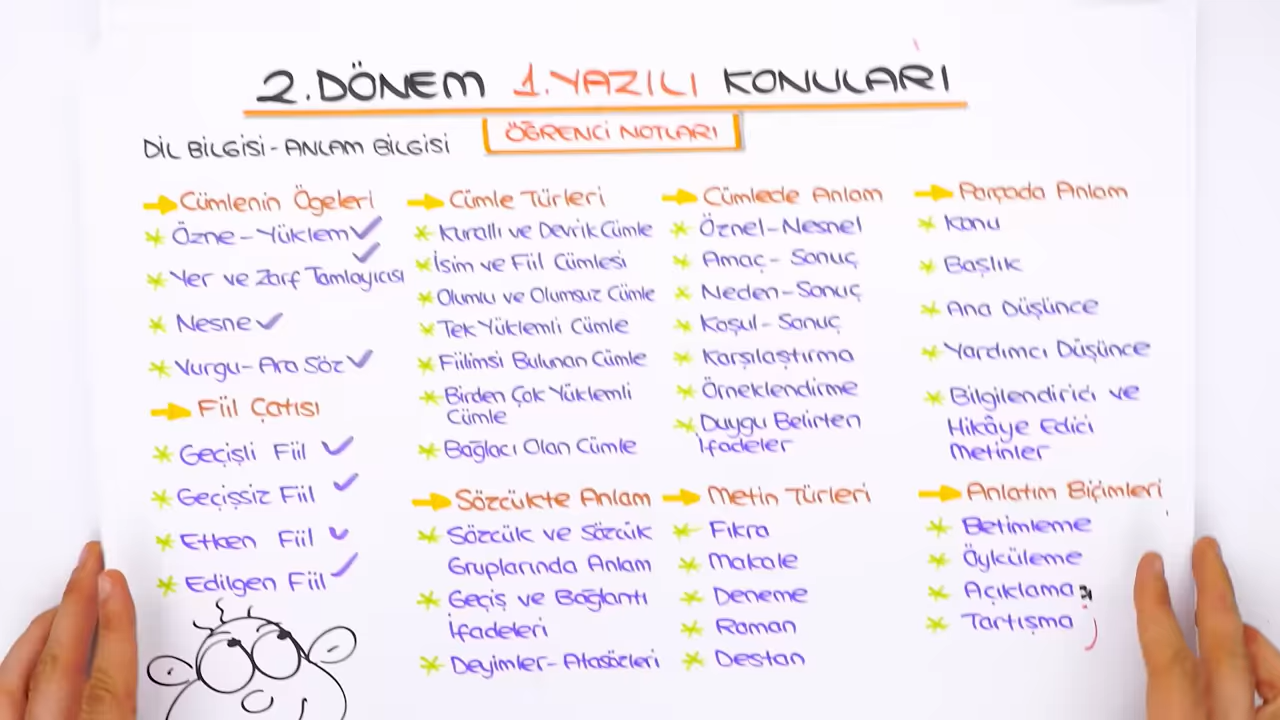 2. DÖNEM 1. YAZILI KONULARI
ÖĞRENCİ NOTLARI
DİL BİLGİSİ - ANLAM BİLGİSİ
Cümlenin Ögeleri
Özne - Yüklem
Yer ve Zarf Tamlayıcısı
Nesne
Vurgu - Ara Söz
Fiil Çatısı
Geçişli Fiil
Geçişsiz Fiil
Etken Fiil
Edilgen Fiil
Cümle Türleri
Kurallı ve Devrik Cümle
İsim ve Fiil Cümlesi
Olumlu ve Olumsuz Cümle
Tek Yüklemli Cümle
Fiilimsi Bulunan Cümle
Birden Çok Yüklemli
Cümle
Bağlacı Olan Cümle
Sözcükte Anlam
Sözcük ve Sözcük
Gruplarında Anlam
Geçiş ve Bağlantı
İfadeleri
Deyimler - Atasözleri
Cümlede Anlam
Öznel - Nesnel
Amaç - Sonuç
Neden - Sonuç
Koşul - Sonuç
Karşılaştırma
Örneklendirme
Duygu Belirten
İfadeler
Metin Türleri
Fıkra
Makale
Deneme
Roman
Destan
Parçada Anlam
Konu
Başlık
Ana Düşünce
Yardımcı Düşünce
Bilgilendirici ve
Hikâye Edici
Metinler
Anlatım Biçimleri
Betimleme
Öyküleme
Açıklama
Tartışma